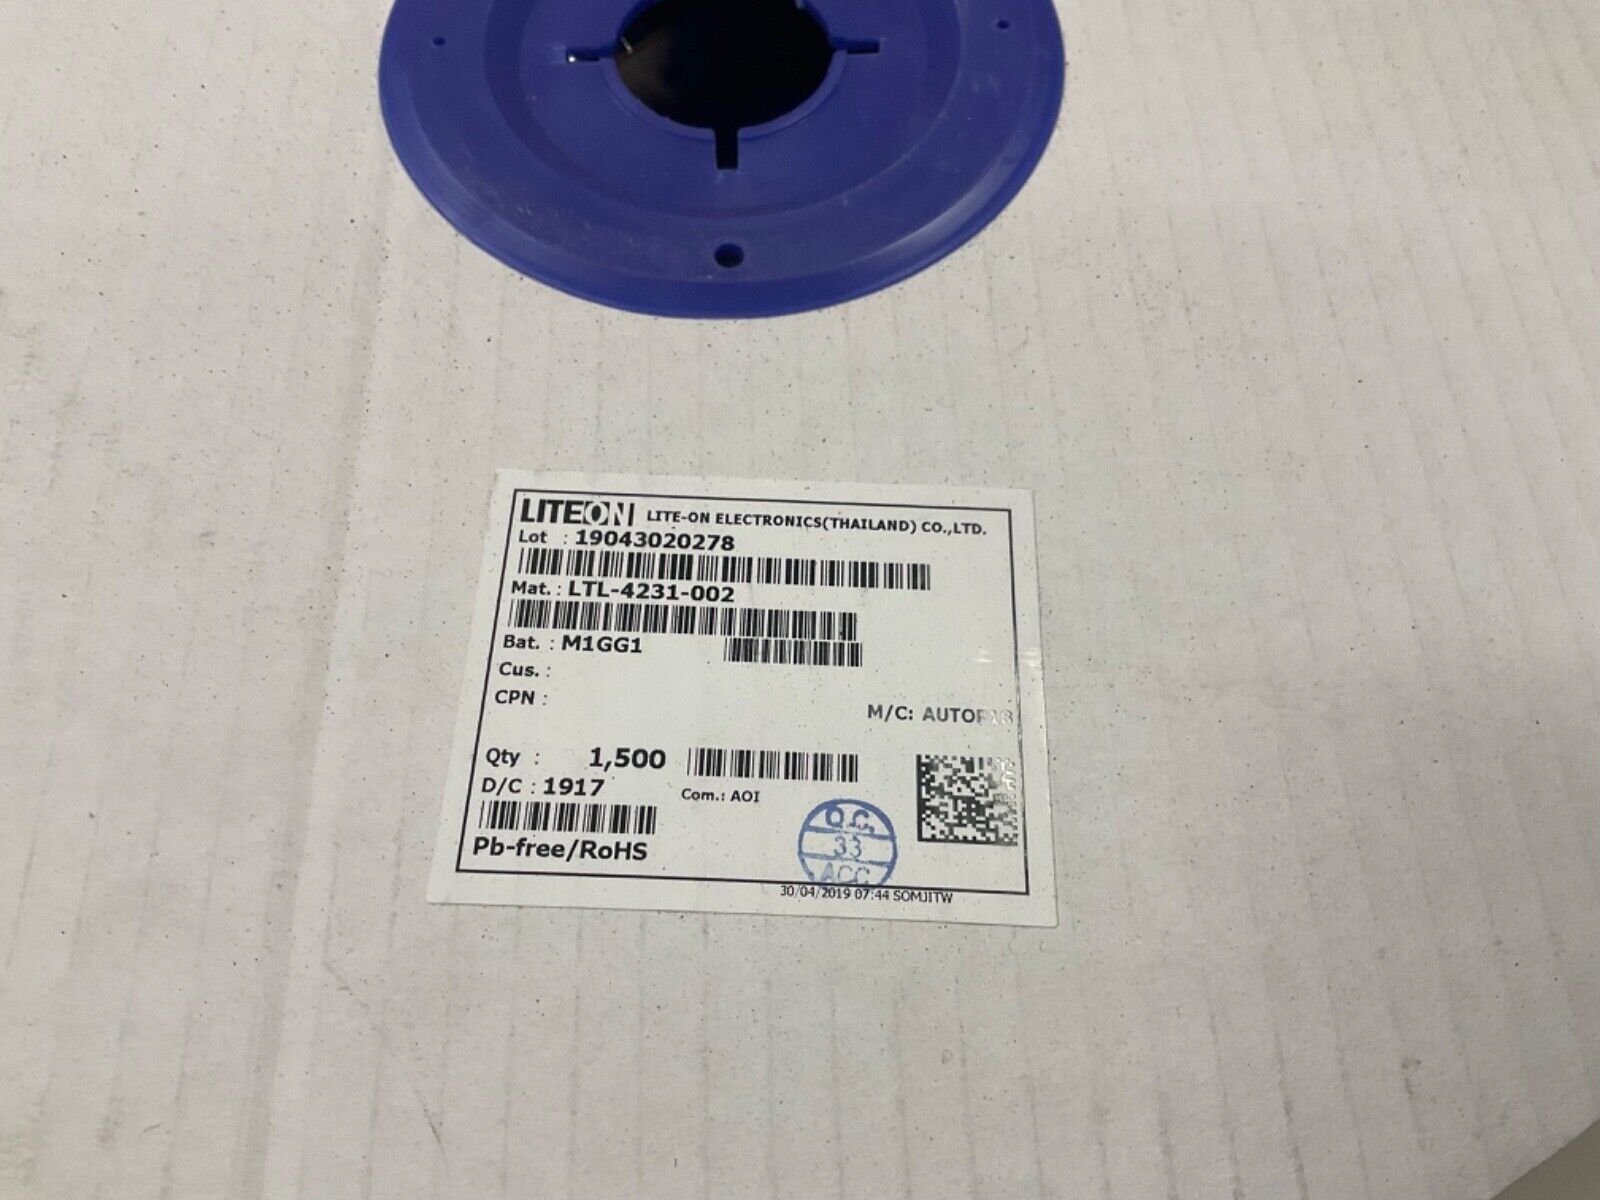 LITEON LITE-ON ELECTRONICS(THAILAND) CO.,LTD.
Lot : 19043020278
Mat. : LTL-4231-002
Bat. : M1GG1
Cus. :
CPN :
M/C: AUTOP18
Qty : 1,500
D/C : 1917
Com.: AOI
Q.C.
33
ACC
Pb-free/RoHS
30/04/2019 07:44 SOMJITW